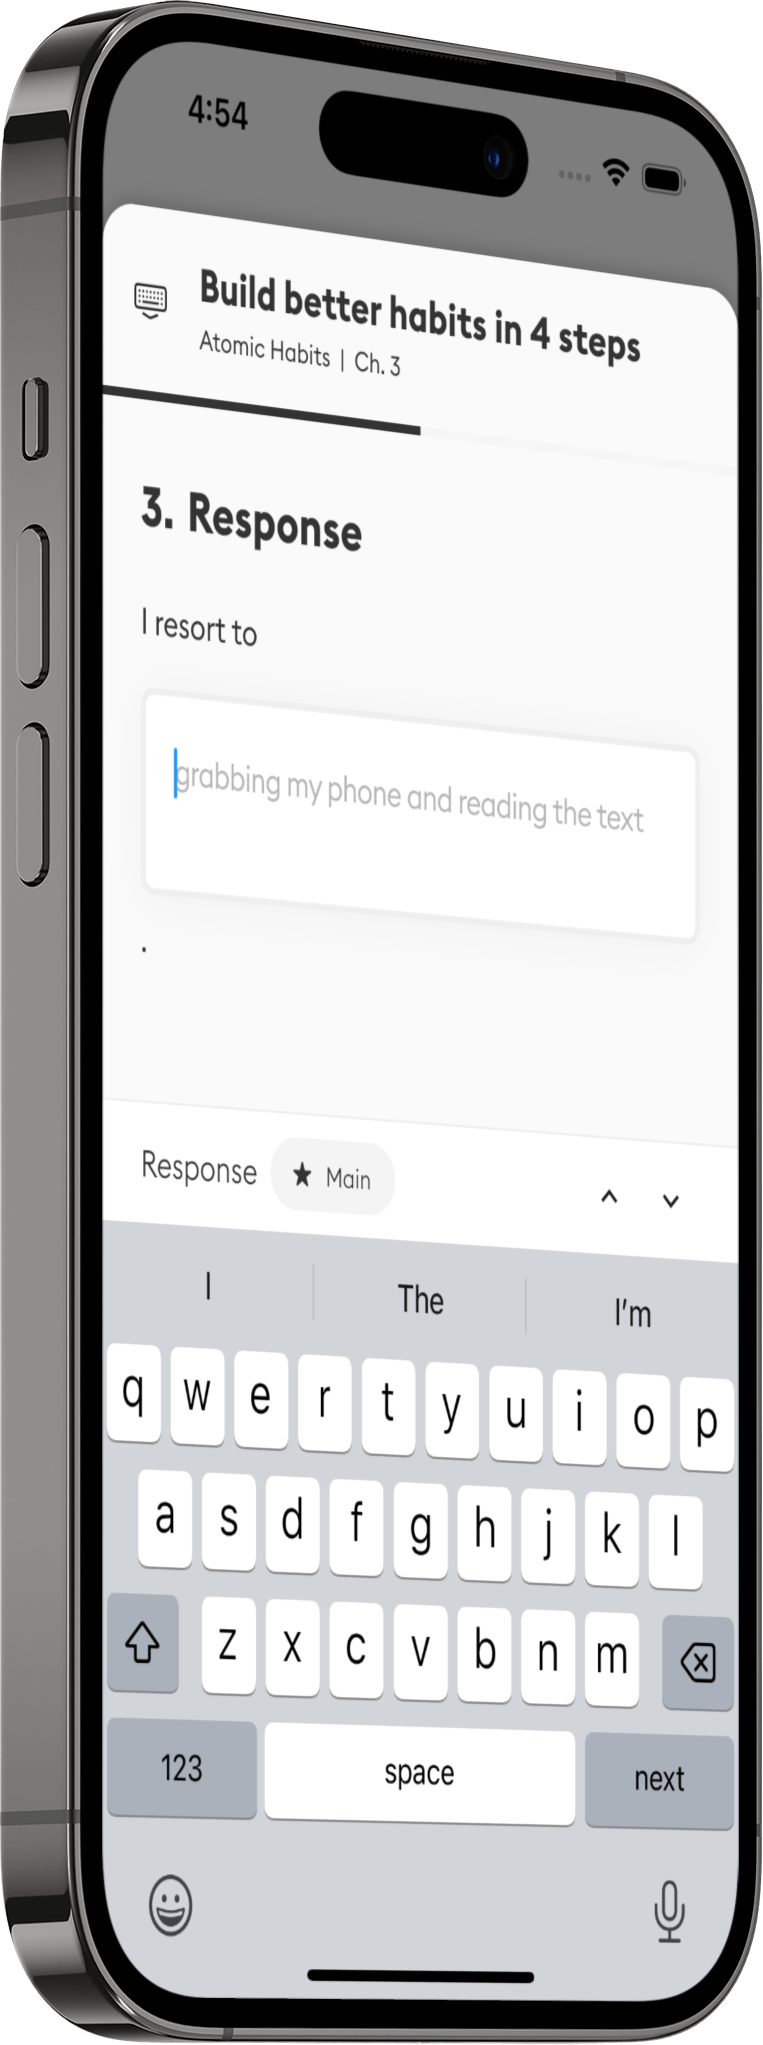 4:54
Build better habits in 4 steps
Atomic Habits | Ch. 3
3. Response
I resort to
grabbing my phone and reading the text
.
Response ★ Main
I The I'm
q w e r t y u i o p
a s d f g h j k l
z x c v b n m
123 space next